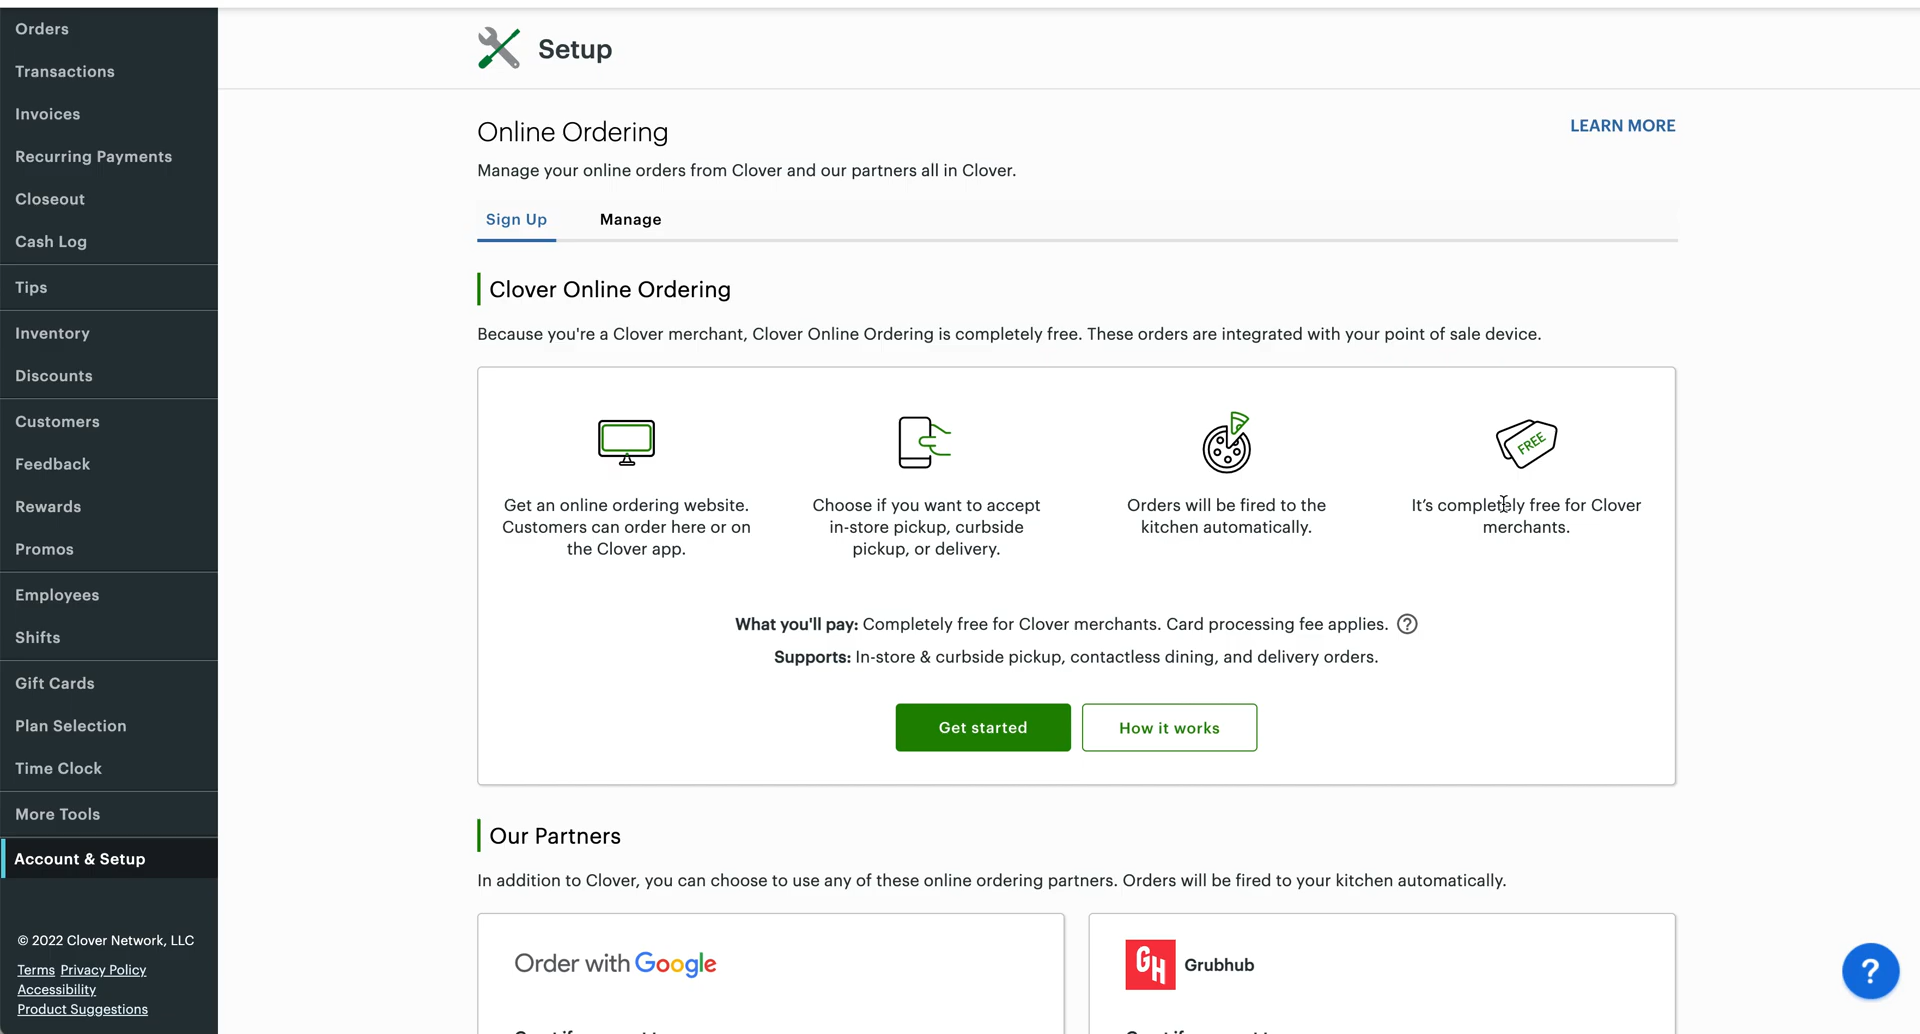 Orders
Transactions
Invoices
Recurring Payments
Closeout
Cash Log
Tips
Inventory
Discounts
Customers
Feedback
Rewards
Promos
Employees
Shifts
Gift Cards
Plan Selection
Time Clock
More Tools
Account & Setup
© 2022 Clover Network, LLC
Terms Privacy Policy
Accessibility
Product Suggestions
Setup
Online Ordering
LEARN MORE
Manage your online orders from Clover and our partners all in Clover.
Sign Up Manage
Clover Online Ordering
Because you're a Clover merchant, Clover Online Ordering is completely free. These orders are integrated with your point of sale device.
Get an online ordering website.
Customers can order here or on
the Clover app.
Choose if you want to accept
in-store pickup, curbside
pickup, or delivery.
Orders will be fired to the
kitchen automatically.
FREE
It's completely free for Clover
merchants.
What you'll pay: Completely free for Clover merchants. Card processing fee applies. ?
Supports: In-store & curbside pickup, contactless dining, and delivery orders.
Get started
How it works
Our Partners
In addition to Clover, you can choose to use any of these online ordering partners. Orders will be fired to your kitchen automatically.
Order with Google
GH Grubhub
?